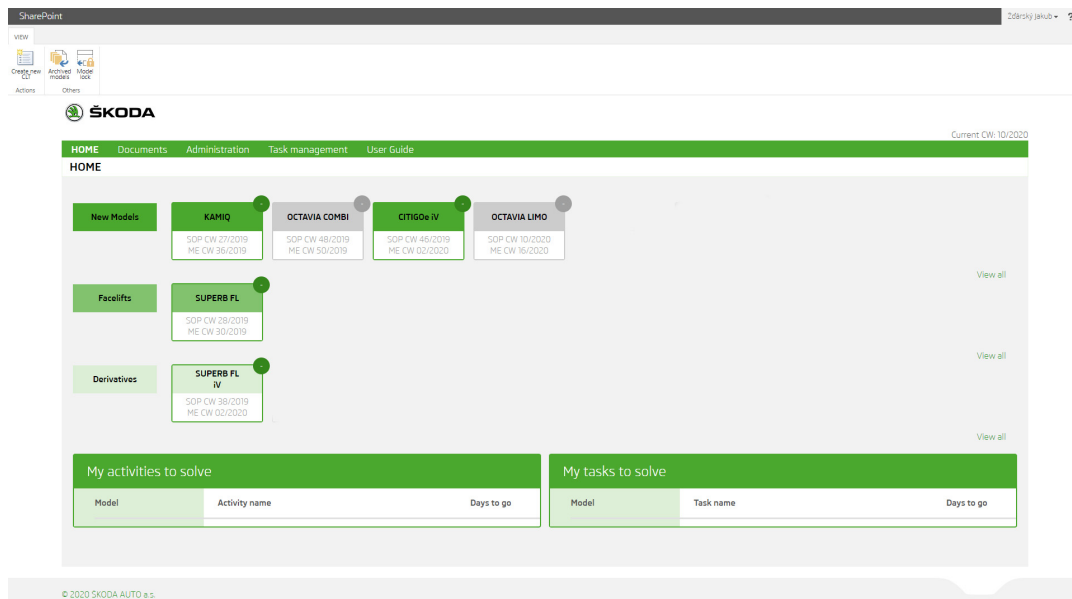 SharePoint
Žďárský Jakub
?
VIEW
Create new CLT
Archived models
Model lock
Actions
Others
ŠKODA
Current CW: 10/2020
HOME Documents Administration Task management User Guide
HOME
New Models
KAMIQ
SOP CW 27/2019
ME CW 36/2019
OCTAVIA COMBI
SOP CW 48/2019
ME CW 50/2019
CITIGOe iV
SOP CW 46/2019
ME CW 02/2020
OCTAVIA LIMO
SOP CW 10/2020
ME CW 16/2020
View all
Facelifts
SUPERB FL
SOP CW 28/2019
ME CW 30/2019
View all
Derivatives
SUPERB FL
iV
SOP CW 38/2019
ME CW 02/2020
View all
My activities to solve
Model Activity name Days to go
My tasks to solve
Model Task name Days to go
© 2020 ŠKODA AUTO a.s.